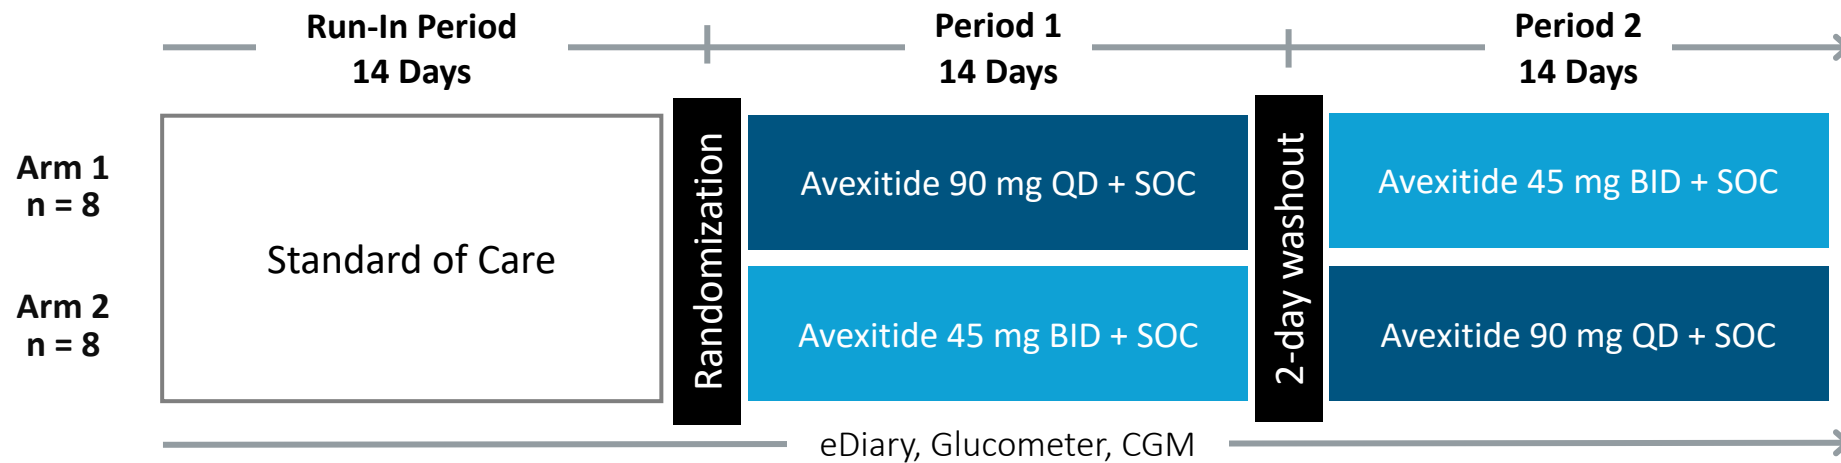 Run-In Period
14 Days
Period 1
14 Days
Period 2
14 Days
Arm 1
n = 8
Arm 2
n = 8
Standard of Care
Randomization
Avexitide 90 mg QD + SOC
Avexitide 45 mg BID + SOC
2-day washout
Avexitide 45 mg BID + SOC
Avexitide 90 mg QD + SOC
eDiary, Glucometer, CGM